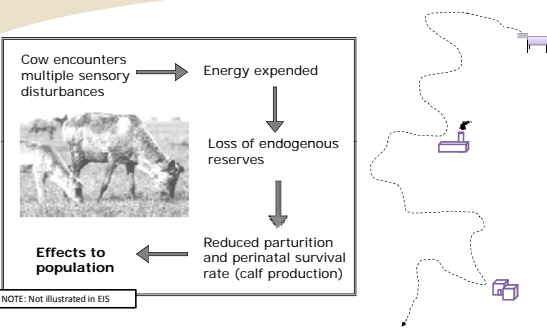 Cow encounters
multiple sensory
disturbances
Energy expended
Loss of endogenous
reserves
Reduced parturition
and perinatal survival
rate (calf production)
Effects to
population
NOTE: Not illustrated in EIS